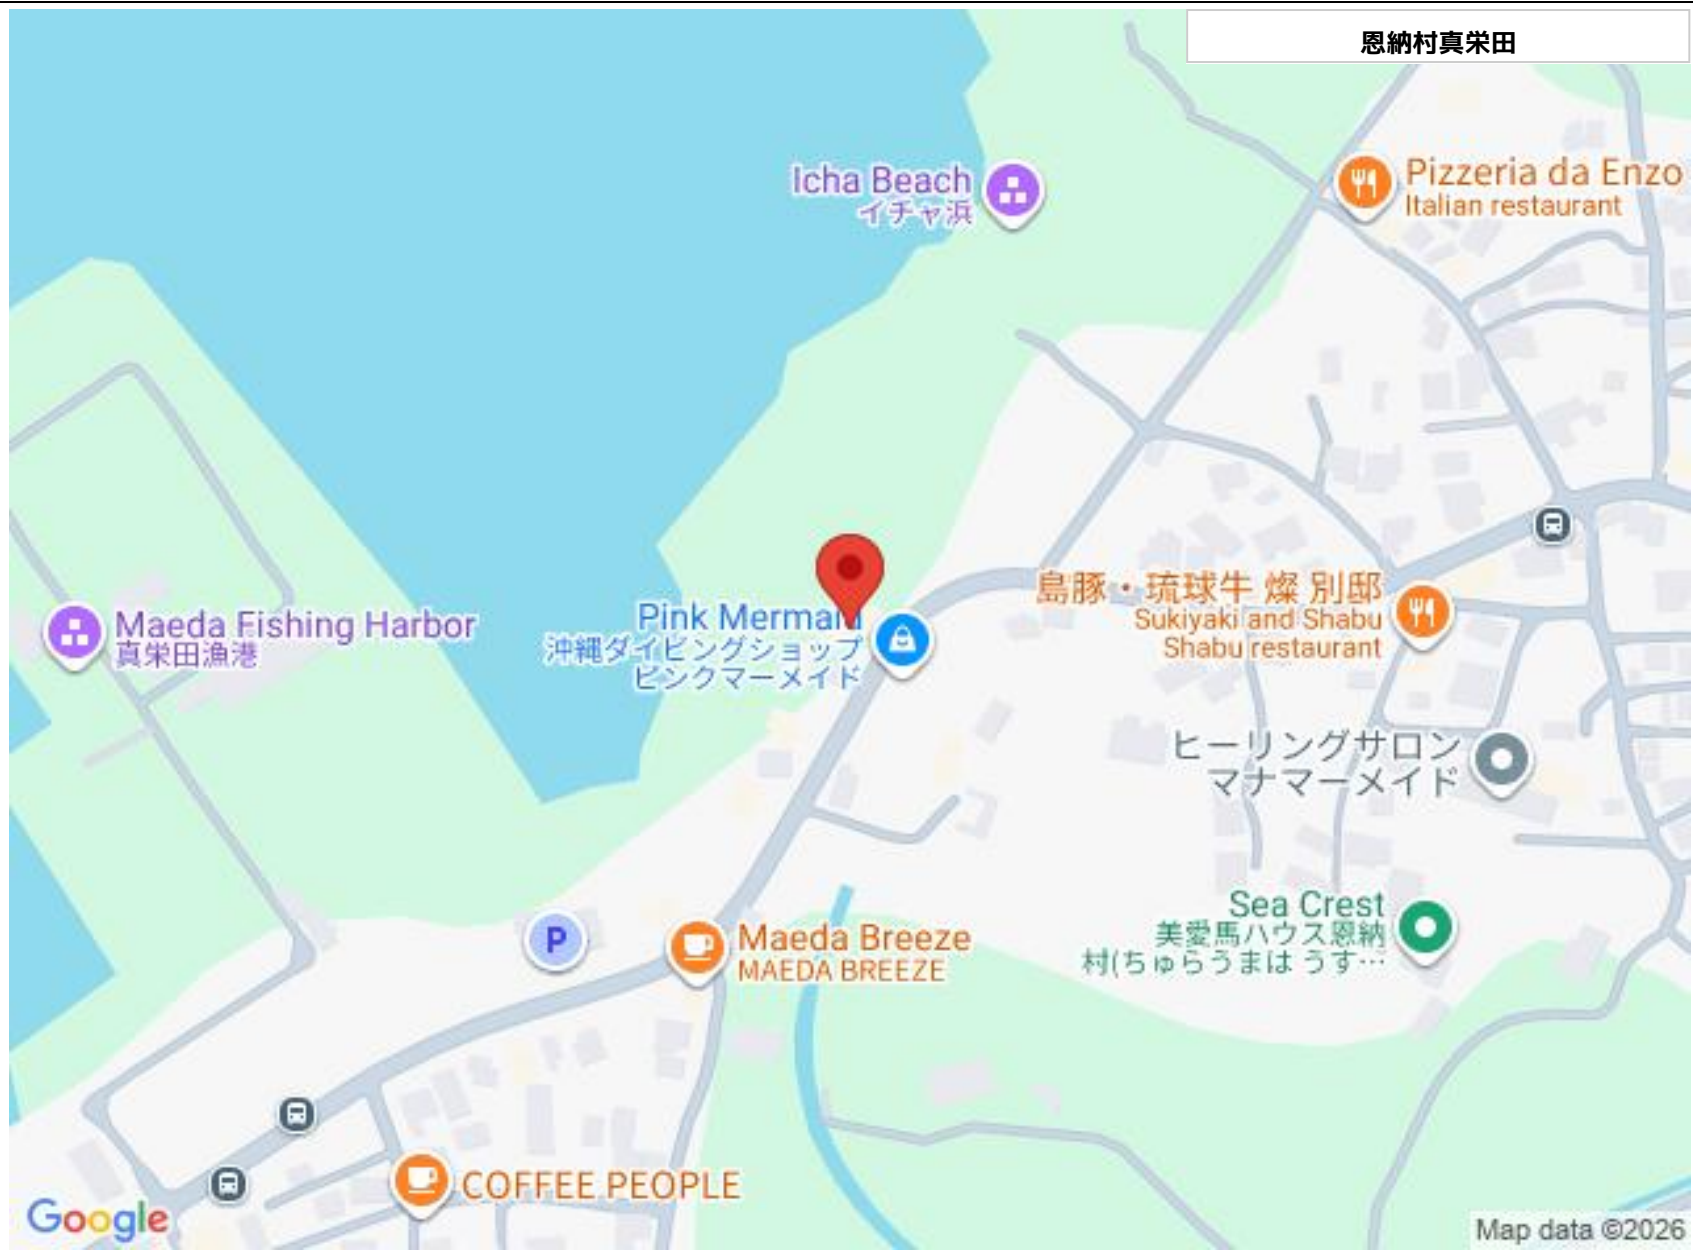 恩納村真栄田
Icha Beach
イチャ浜
Pizzeria da Enzo
Italian restaurant
Pink Mermaid
沖縄ダイビングショップ
ピンクマーメイド
Maeda Fishing Harbor
真栄田漁港
島豚・琉球牛 燦 別邸
Sukiyaki and Shabu
Shabu restaurant
ヒーリングサロン
マナマーメイド
Sea Crest
美愛馬ハウス恩納
村(ちゅらうまは うす…
P
Maeda Breeze
MAEDA BREEZE
COFFEE PEOPLE
Google
Map data ©2026